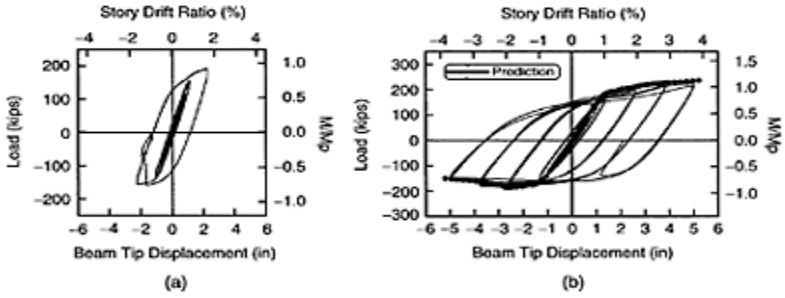 Story Drift Ratio (%)
-4 -2 0 2 4
Load (kips)
200
100
0
-100
-200
1.0
0.5
0.0
-0.5
-1.0
M/Mp
-6 -4 -2 0 2 4 6
Beam Tip Displacement (in)
(a)
Story Drift Ratio (%)
-4 -3 -2 -1 0 1 2 3 4
Prediction
Load (kips)
300
200
100
0
-100
-200
-300
1.5
1.0
0.5
0.0
-0.5
-1.0
M/Mp
-6 -5 -4 -3 -2 -1 0 1 2 3 4 5 6
Beam Tip Displacement (in)
(b)